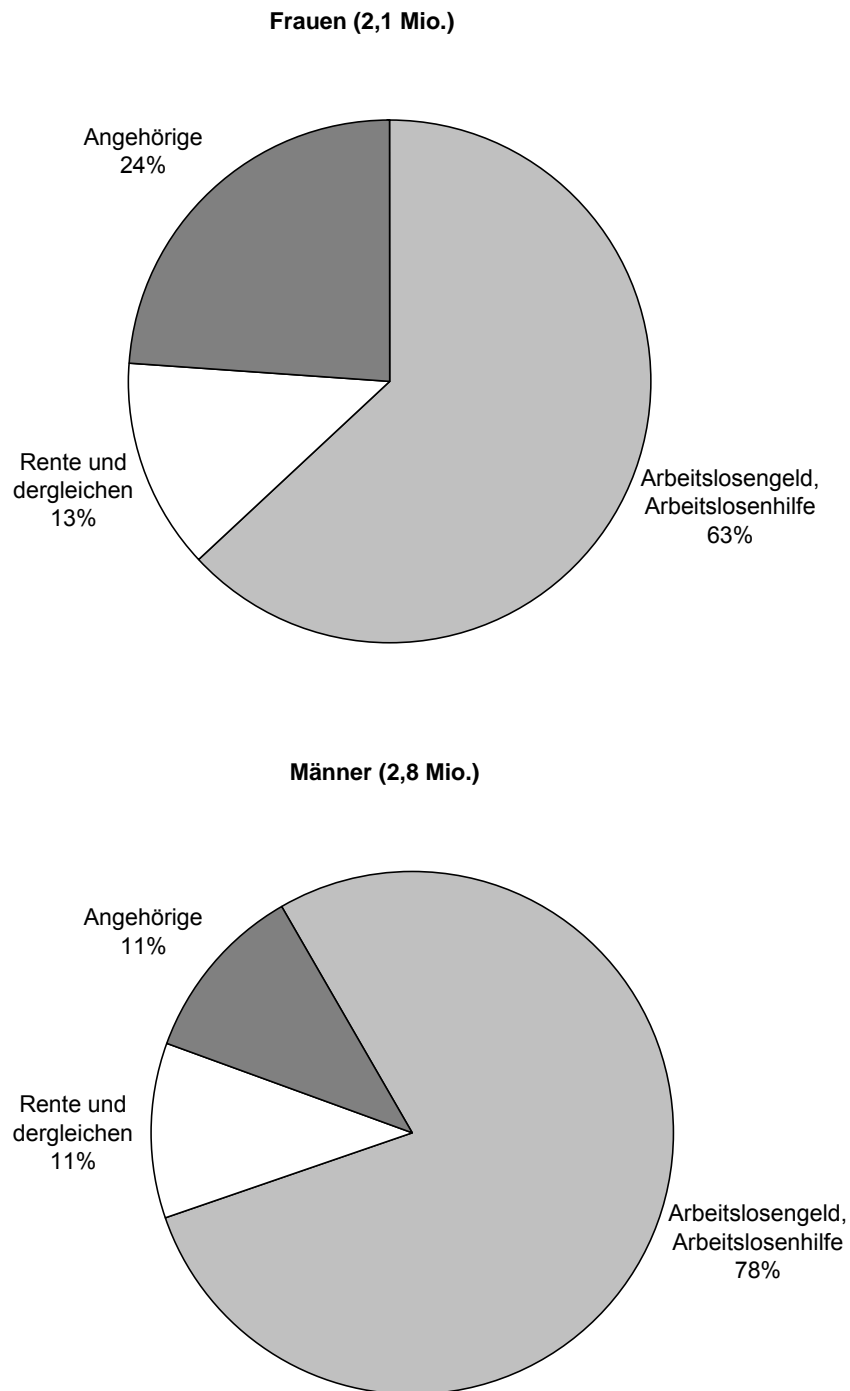 Frauen (2,1 Mio.)
Angehörige
24%
Rente und
dergleichen
13%
Arbeitslosengeld,
Arbeitslosenhilfe
63%
Männer (2,8 Mio.)
Angehörige
11%
Rente und
dergleichen
11%
Arbeitslosengeld,
Arbeitslosenhilfe
78%